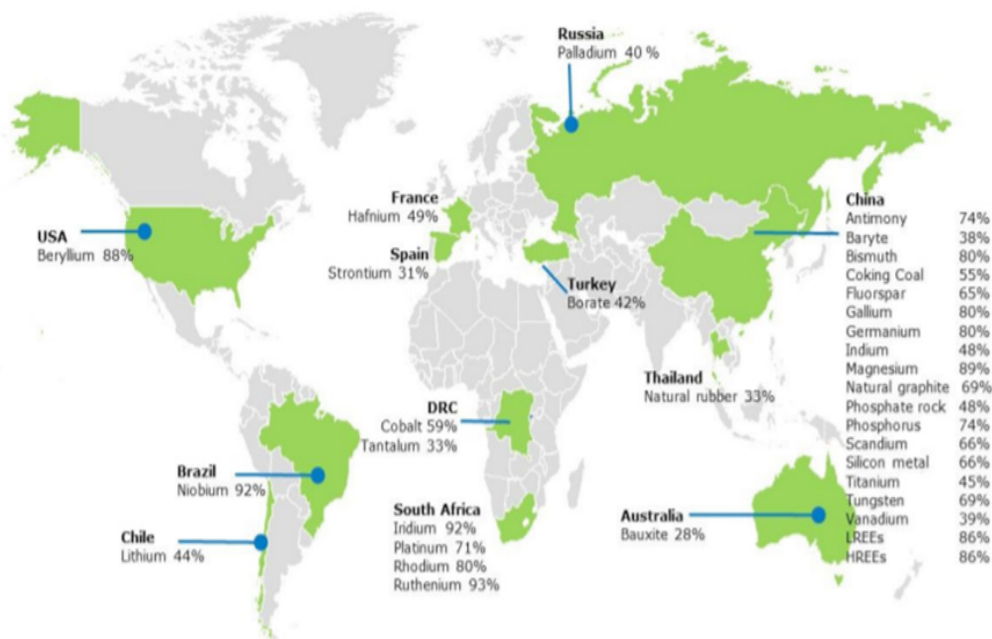 Russia
Palladium 40 %
France
Hafnium 49%
Spain
Strontium 31%
USA
Beryllium 88%
Turkey
Borate 42%
China
Antimony 74%
Baryte 38%
Bismuth 80%
Coking Coal 55%
Fluorspar 65%
Gallium 80%
Germanium 80%
Indium 48%
Magnesium 89%
Natural graphite 69%
Phosphate rock 48%
Phosphorus 74%
Scandium 66%
Silicon metal 66%
Titanium 45%
Tungsten 69%
Vanadium 39%
LREEs 86%
HREEs 86%
Thailand
Natural rubber 33%
DRC
Cobalt 59%
Tantalum 33%
Brazil
Niobium 92%
Chile
Lithium 44%
South Africa
Iridium 92%
Platinum 71%
Rhodium 80%
Ruthenium 93%
Australia
Bauxite 28%